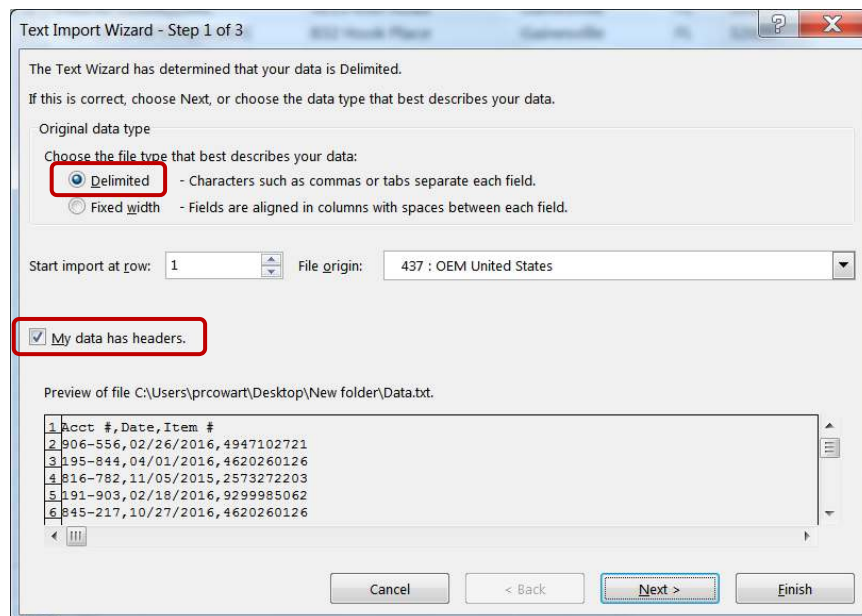 Text Import Wizard - Step 1 of 3
The Text Wizard has determined that your data is Delimited.
If this is correct, choose Next, or choose the data type that best describes your data.
Original data type
Choose the file type that best describes your data:
Delimited - Characters such as commas or tabs separate each field.
Fixed width - Fields are aligned in columns with spaces between each field.
Start import at row: 1 File origin: 437 : OEM United States
My data has headers.
Preview of file C:\Users\prcowart\Desktop\New folder\Data.txt.
1 Acct #,Date,Item #
2 906-556,02/26/2016,4947102721
3 195-844,04/01/2016,4620260126
4 816-782,11/05/2015,2573272203
5 191-903,02/18/2016,9299985062
6 845-217,10/27/2016,4620260126
Cancel < Back Next > Finish